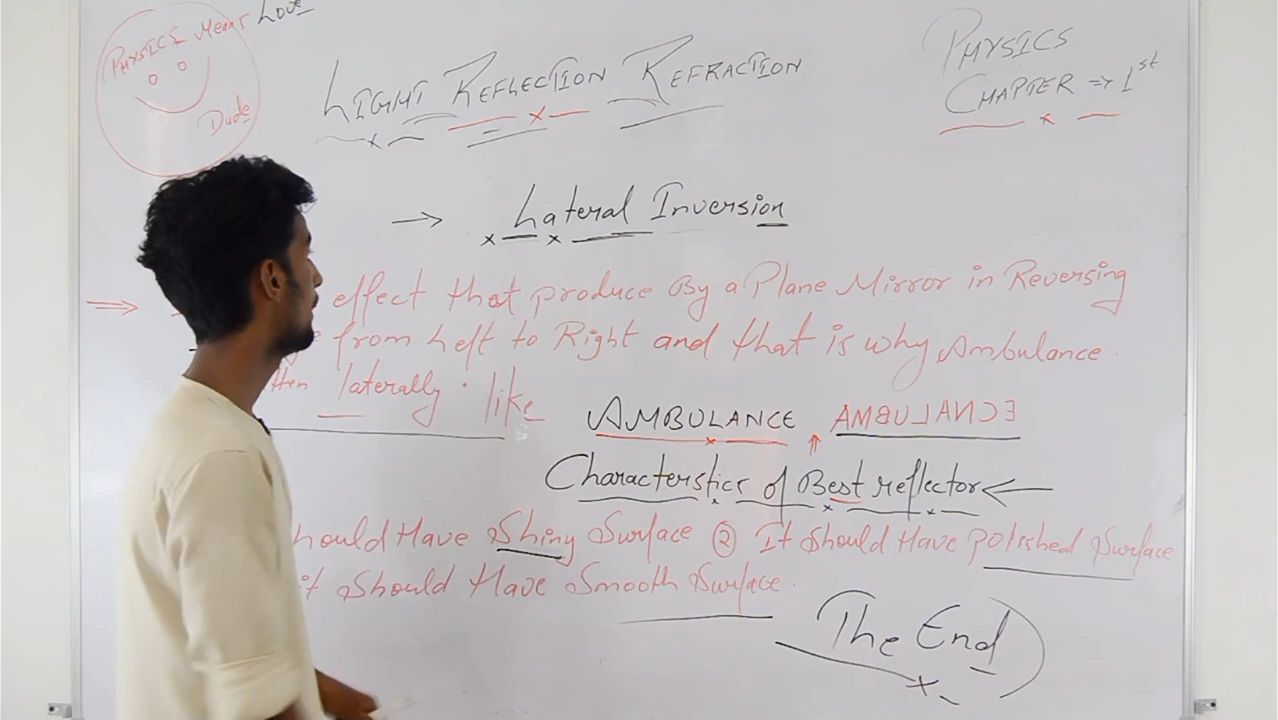 PHYSICS Means Love
Dude
LIGHT REFLECTION REFRACTION
PHYSICS
CHAPTER ⇒ 1st
→ Lateral Inversion
⇒ effect that produce By a Plane Mirror in Reversing
from Left to Right and that is why Ambulance
laterally like
AMBULANCE AMBULANCE
Characterstics of Best reflector ←
Have Shiny Surface ② It should Have polished Surface
it should Have Smooth Surface.
The End